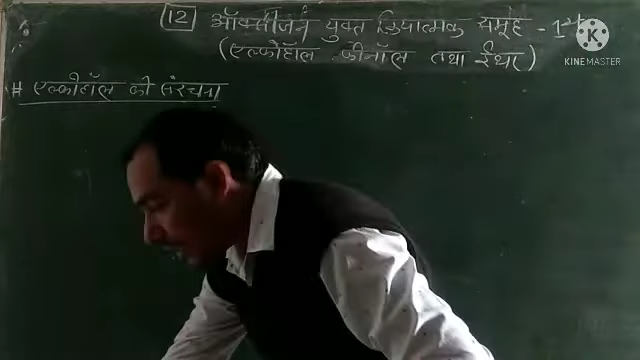 12 ऑक्सीजन युक्त क्रियात्मक समूह - 1
(एल्कोहॉल फीनॉल तथा ईथर)
# एल्कोहॉल की संरचना
K
KINEMASTER